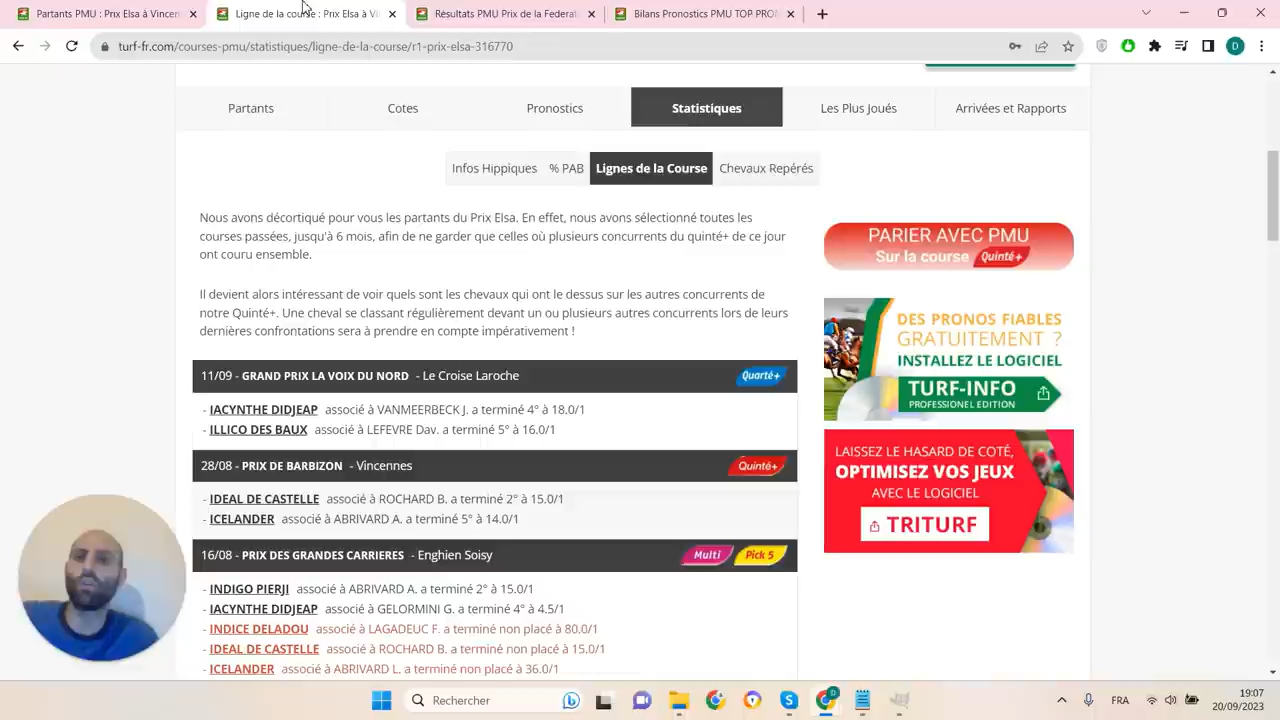 : Prix Elsa à Vincen
Ligne de la course : Prix Elsa à V
Pronostics PMU de la Federat
Bilans Pronostics PMU TOP PRON
turf-fr.com/courses-pmu/statistiques/ligne-de-la-course/r1-prix-elsa-316770
D
Partants
Cotes
Pronostics
Statistiques
Les Plus Joués
Arrivées et Rapports
Infos Hippiques
% PAB
Lignes de la Course
Chevaux Repérés
Nous avons décortiqué pour vous les partants du Prix Elsa. En effet, nous avons sélectionné toutes les
courses passées, jusqu'à 6 mois, afin de ne garder que celles où plusieurs concurrents du quinté+ de ce jour
ont couru ensemble.
Il devient alors intéressant de voir quels sont les chevaux qui ont le dessus sur les autres concurrents de
notre Quinté+. Une cheval se classant régulièrement devant un ou plusieurs autres concurrents lors de leurs
dernières confrontations sera à prendre en compte impérativement !
11/09 - GRAND PRIX LA VOIX DU NORD - Le Croise Laroche
Quarté+
- IACYNTHE DIDJEAP associé à VANMEERBECK J. a terminé 4° à 18.0/1
- ILLICO DES BAUX associé à LEFEVRE Dav. a terminé 5° à 16.0/1
28/08 - PRIX DE BARBIZON - Vincennes
Quinté+
- IDEAL DE CASTELLE associé à ROCHARD B. a terminé 2° à 15.0/1
- ICELANDER associé à ABRIVARD A. a terminé 5° à 14.0/1
16/08 - PRIX DES GRANDES CARRIERES - Enghien Soisy
Multi
Pick 5
- INDIGO PIERJI associé à ABRIVARD A. a terminé 2° à 15.0/1
- IACYNTHE DIDJEAP associé à GELORMINI G. a terminé 4° à 4.5/1
- INDICE DELADOU associé à LAGADEUC F. a terminé non placé à 80.0/1
- IDEAL DE CASTELLE associé à ROCHARD B. a terminé non placé à 15.0/1
- ICELANDER associé à ABRIVARD L. a terminé non placé à 36.0/1
PARIER AVEC PMU
Sur la course Quinté+
DES PRONOS FIABLES
GRATUITEMENT ?
INSTALLEZ LE LOGICIEL
TURF-INFO
PROFESSIONEL EDITION
LAISSEZ LE HASARD DE COTÉ,
OPTIMISEZ VOS JEUX
AVEC LE LOGICIEL
TRITURF
Rechercher
FRA
19:07
20/09/2023